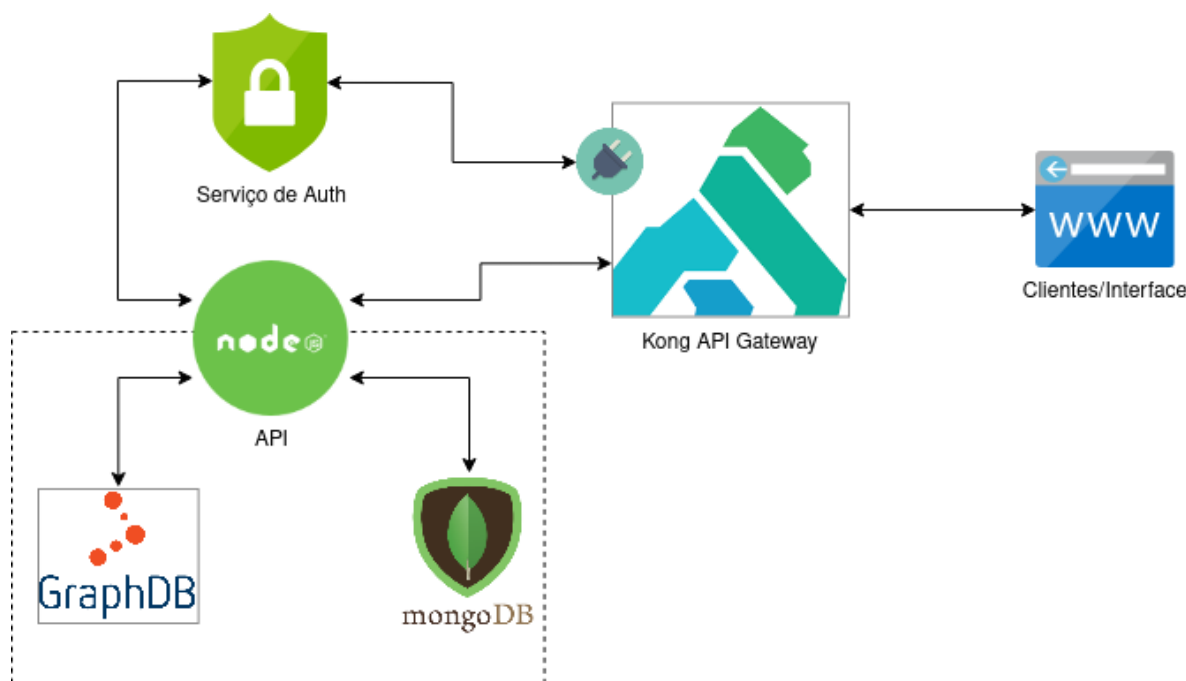 Serviço de Auth
WWW
Clientes/Interface
Kong API Gateway
node JS
API
GraphDB
mongoDB